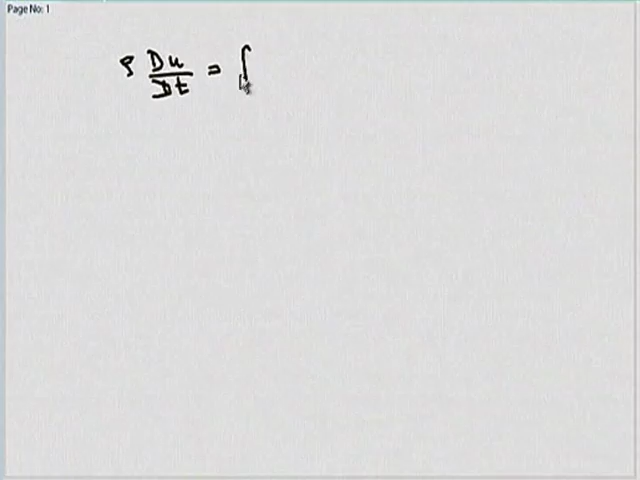 Page No: 1
ρ Du/Dt = ∫